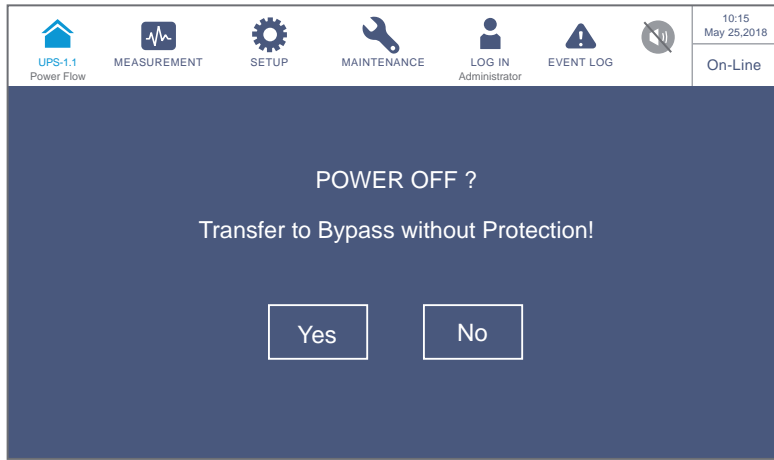 UPS-1.1
Power Flow
MEASUREMENT
SETUP
MAINTENANCE
LOG IN
Administrator
EVENT LOG
10:15
May 25,2018
On-Line
POWER OFF ?
Transfer to Bypass without Protection!
Yes
No